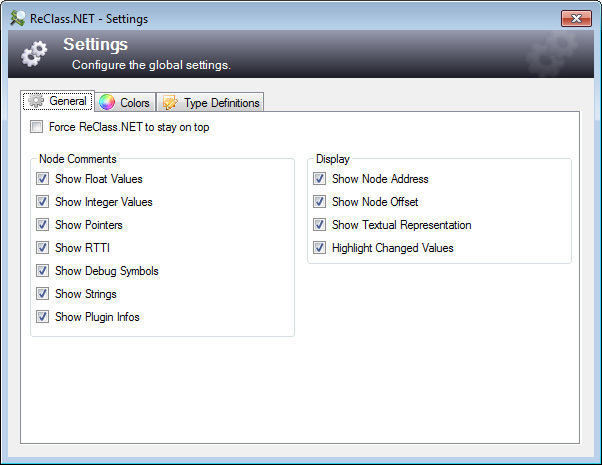 ReClass.NET - Settings
Settings
Configure the global settings.
General Colors Type Definitions
Force ReClass.NET to stay on top
Node Comments
Show Float Values
Show Integer Values
Show Pointers
Show RTTI
Show Debug Symbols
Show Strings
Show Plugin Infos
Display
Show Node Address
Show Node Offset
Show Textual Representation
Highlight Changed Values